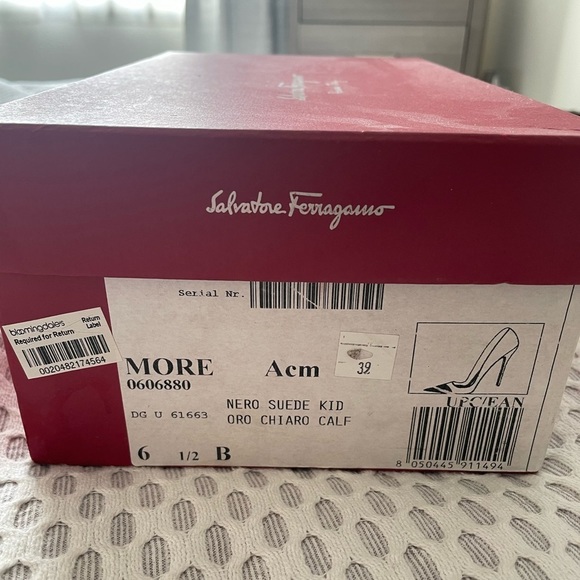 Salvatore Ferragamo
Serial Nr.
bloomingdale's
Return
Label
Required for Return
0020482174564
MORE Acm 39
0606880
NERO SUEDE KID
DG U 61663
ORO CHIARO CALF
UPC/EAN
6 1/2 B
8 050445 911494